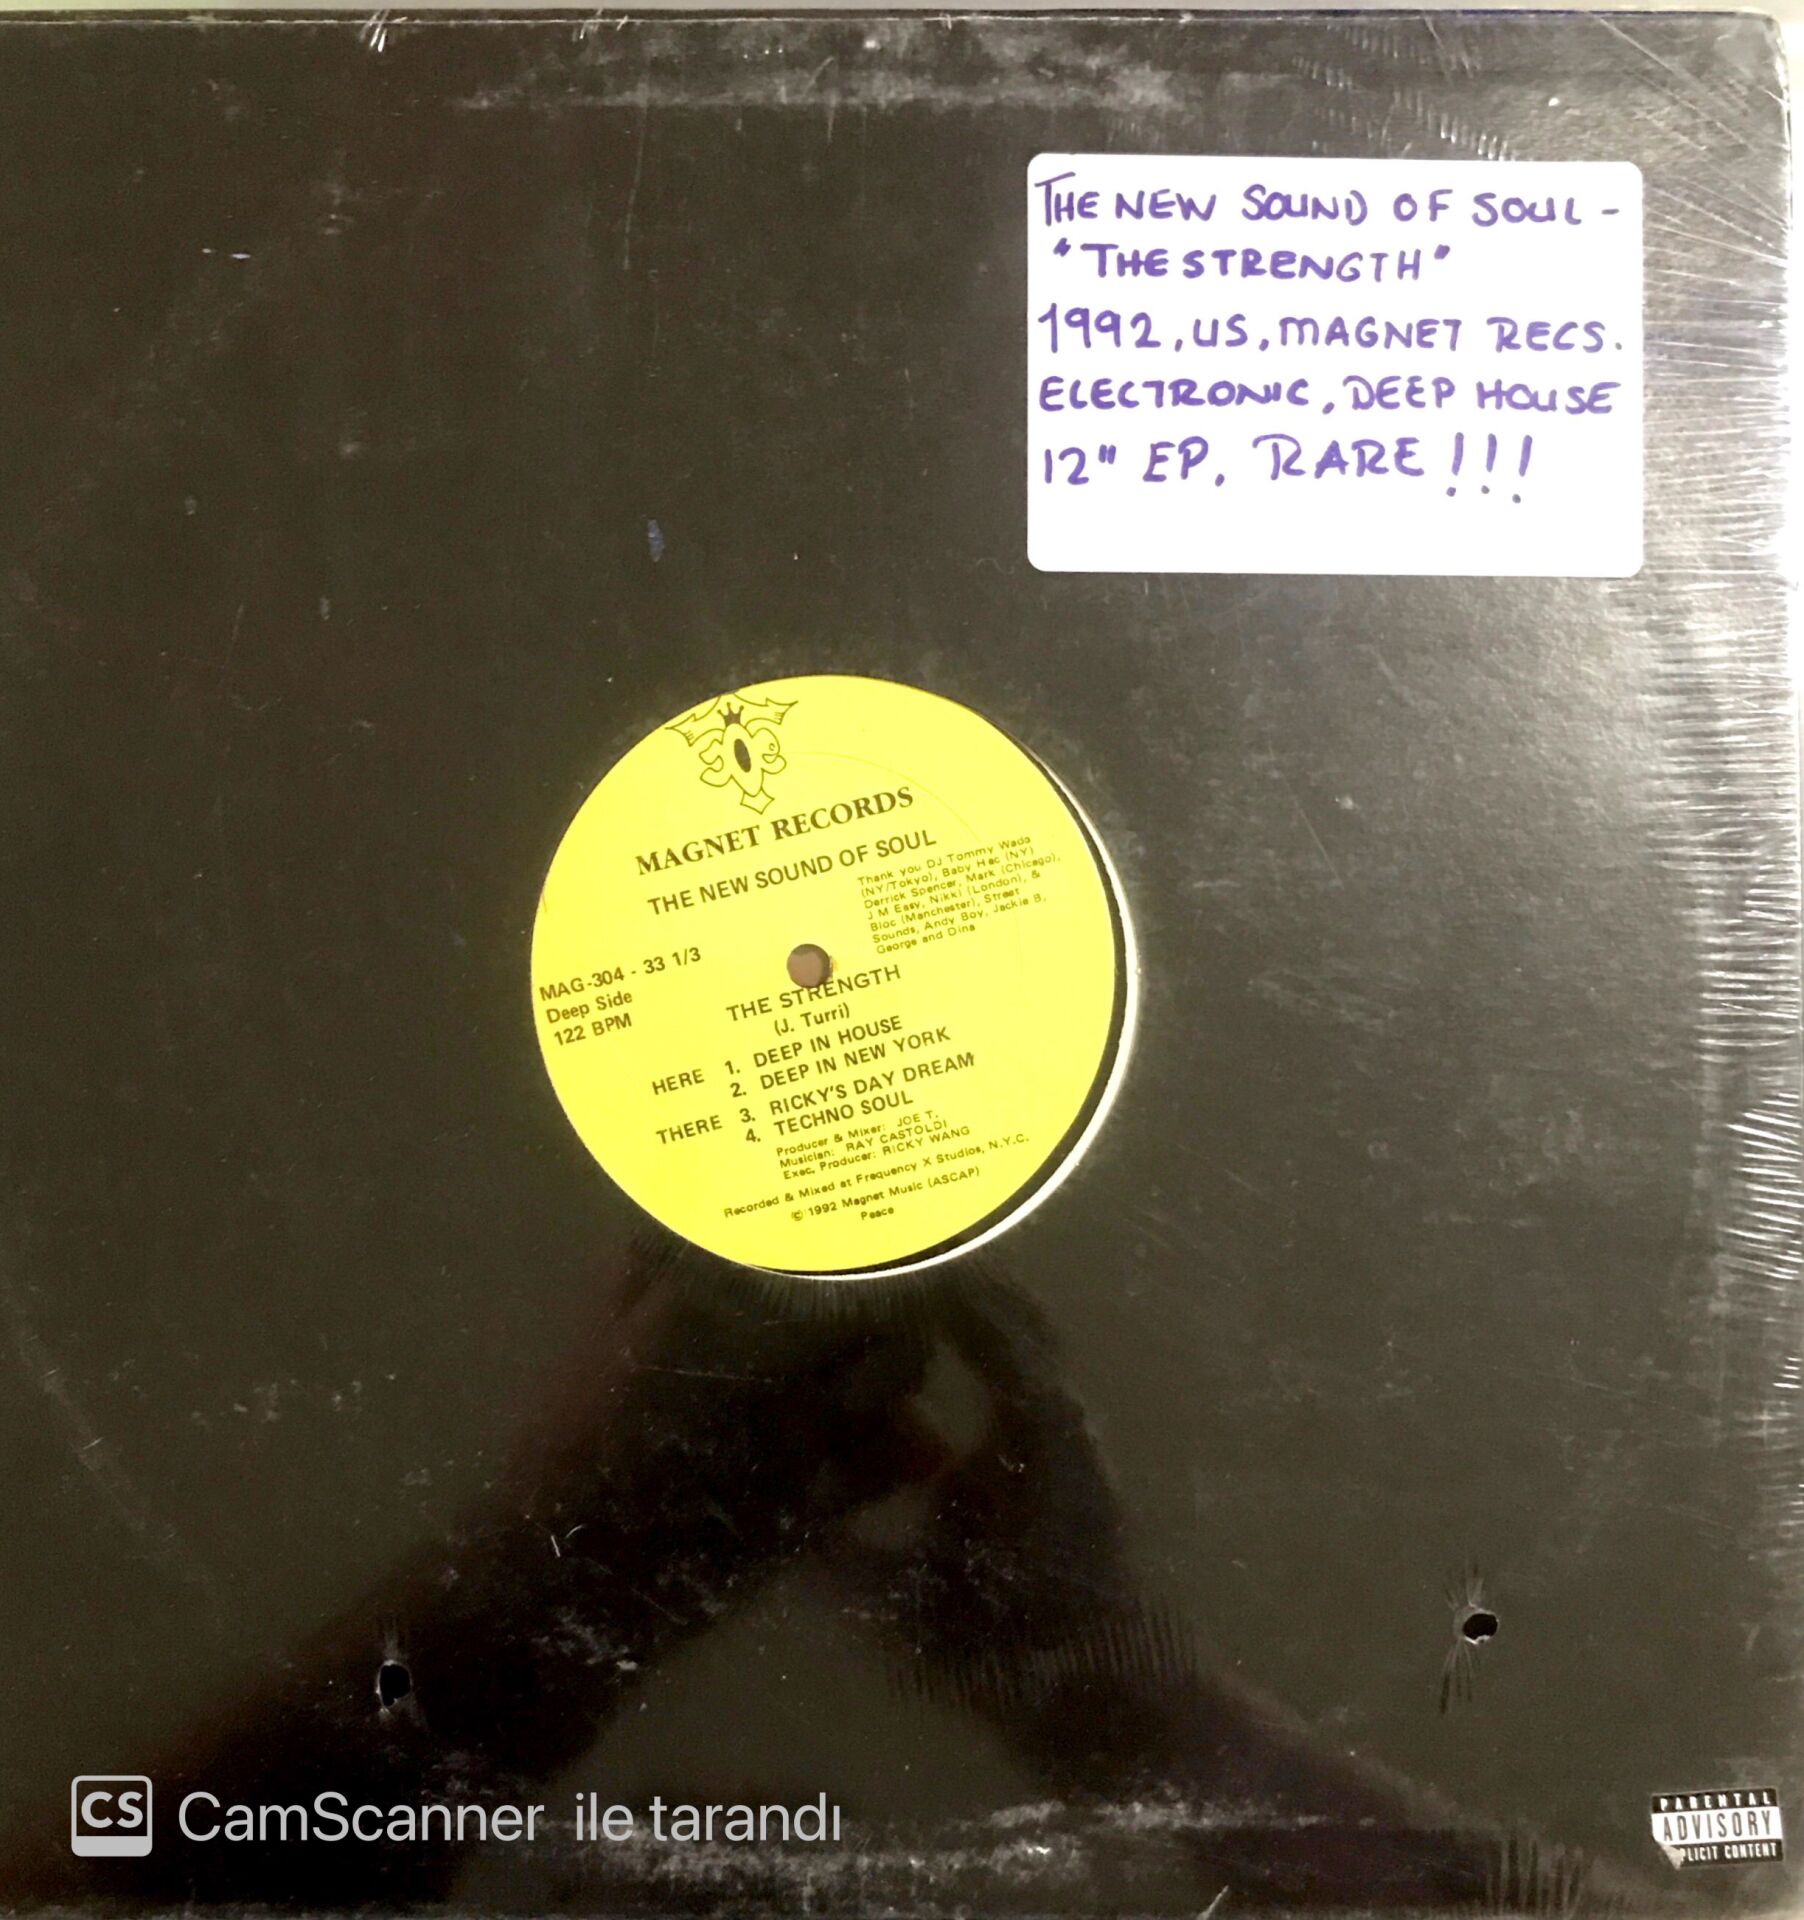 THE NEW SOUND OF SOUL -
"THE STRENGTH"
1992, US, MAGNET RECS.
ELECTRONIC, DEEP HOUSE
12" EP. RARE!!!
MAGNET RECORDS
THE NEW SOUND OF SOUL
Thank you DJ Tommy Wada
(NY/Tokyo), Baby Hec (NY)
Derrick Spencer, Mark (Chicago),
J M Easy, Nikki (London), &
Bloc (Manchester), Street
Sounds, Andy Boy, Jackie B,
George and Dina
MAG-304 - 33 1/3
Deep Side
122 BPM
THE STRENGTH
(J. Turri)
HERE 1. DEEP IN HOUSE
2. DEEP IN NEW YORK
THERE 3. RICKY'S DAY DREAM
4. TECHNO SOUL
Producer & Mixer: JOE T.
Musician: RAY CASTOLDI
Exec. Producer: RICKY WANG
Recorded & Mixed at Frequency X Studios, N.Y.C.
© 1992 Magnet Music (ASCAP)
Peace
CS CamScanner ile tarandı
PARENTAL
ADVISORY
PLICIT CONTENT